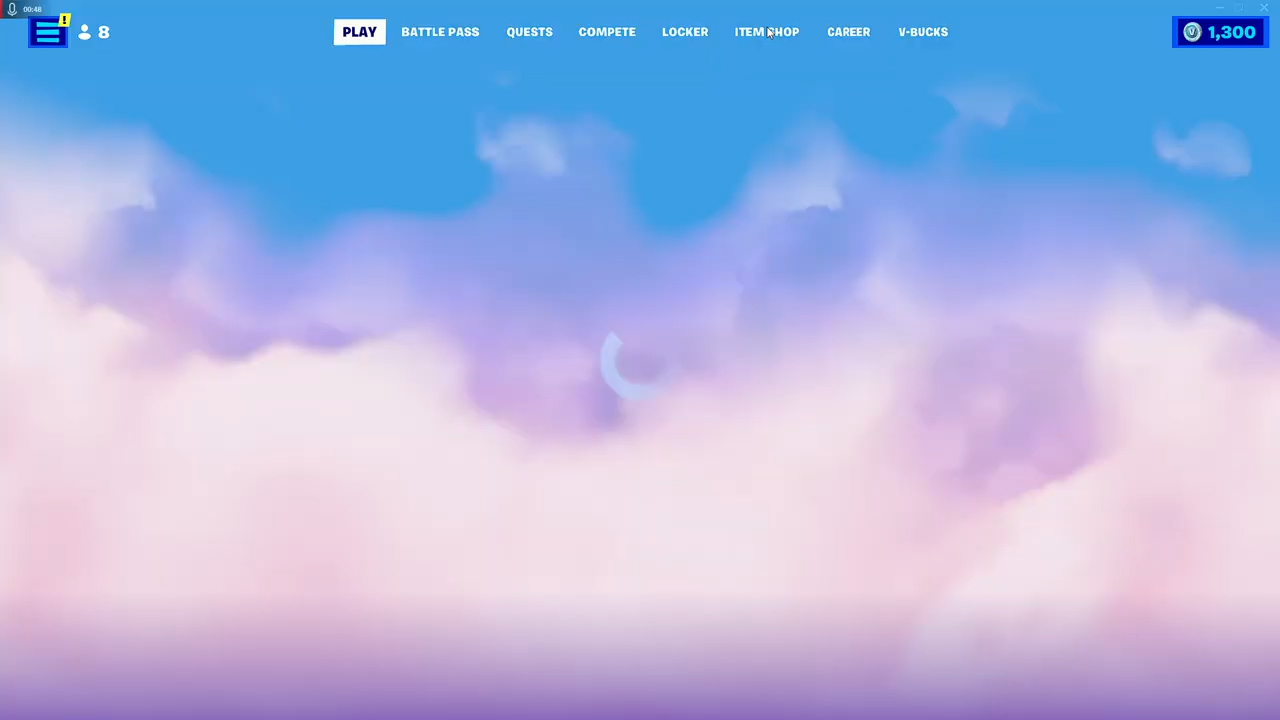 00:48
!
8
PLAY BATTLE PASS QUESTS COMPETE LOCKER ITEM SHOP CAREER V-BUCKS
V 1,300